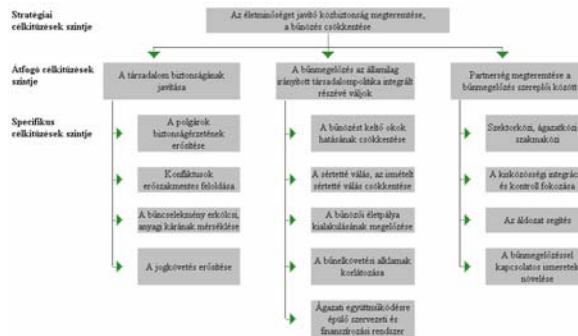 Stratégiai
célkitűzések
szintje
Az életminőséget javító közbiztonság megteremtése,
a bűnözés csökkentése
Átfogó célkitűzések
szintje
A társadalom biztonságának
javítása
A bűnmegelőzés az államilag
irányított társadalompolitika integrált
részévé váljok
Partnerség megteremtése a
bűnmegelőzés szereplői között
Specifikus
célkitűzések szintje
A polgárok
biztonságérzetének
erősítése
Konfliktusok
erőszakmentes feloldása
A bűncselekmény erkölcsi,
anyagi kárának mérséklése
A jogkövetés erősítése
A bűnözést keltő okok
hatásának csökkentése
A sértetté válás, az ismételt
sértetté válás csökkentése
A bűnözői életpálya
kialakulásának megelőzése
A bűnelkövetési alkalmak
korlátozása
Ágazati együttműködésre
épülő szervezeti és
finanszírozási rendszer
Szektorközi, ágazatközi
szakmaközi
A kisközösségi integráció
és kontroll fokozása
Az áldozat segítés
A bűnmegelőzéssel
kapcsolatos ismeretek
növelése